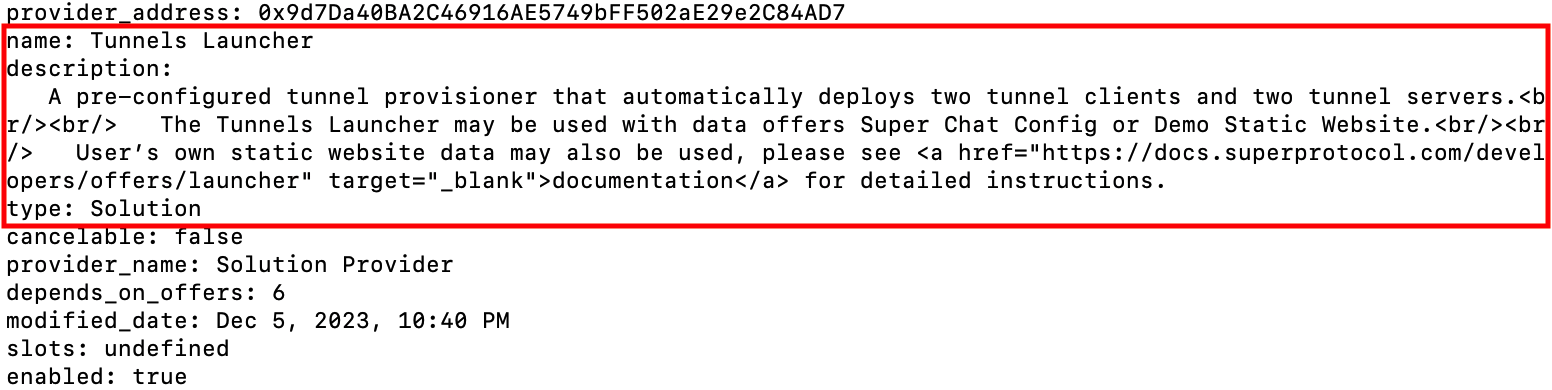 provider_address: 0x9d7Da40BA2C46916AE5749bFF502aE29e2C84AD7
name: Tunnels Launcher
description:
   A pre-configured tunnel provisioner that automatically deploys two tunnel clients and two tunnel servers.<b
r/><br/>   The Tunnels Launcher may be used with data offers Super Chat Config or Demo Static Website.<br/><br
/>   User’s own static website data may also be used, please see <a href="https://docs.superprotocol.com/devel
opers/offers/launcher" target="_blank">documentation</a> for detailed instructions.
type: Solution
cancelable: false
provider_name: Solution Provider
depends_on_offers: 6
modified_date: Dec 5, 2023, 10:40 PM
slots: undefined
enabled: true